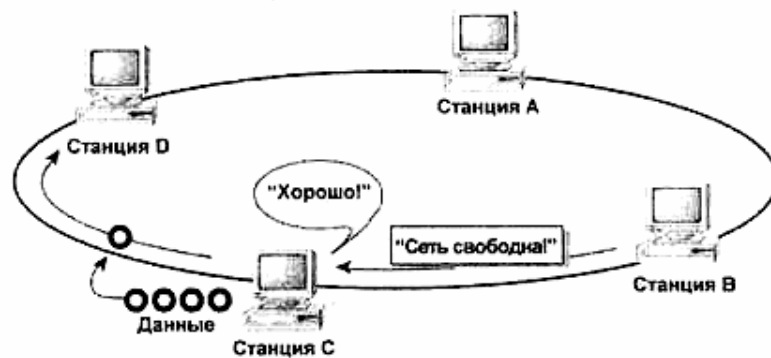 Станция A
Станция D
"Хорошо!"
"Сеть свободна!"
Станция B
Данные
Станция C